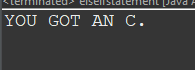 <terminated> elseifstatement [Java A
YOU GOT AN C.